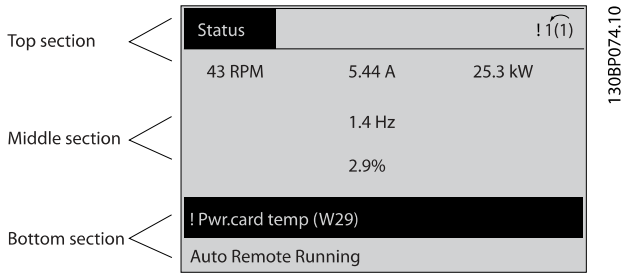 Top section
Status
! 1(1)
43 RPM 5.44 A 25.3 kW
Middle section
1.4 Hz
2.9%
! Pwr.card temp (W29)
Bottom section
Auto Remote Running
130BP074.10